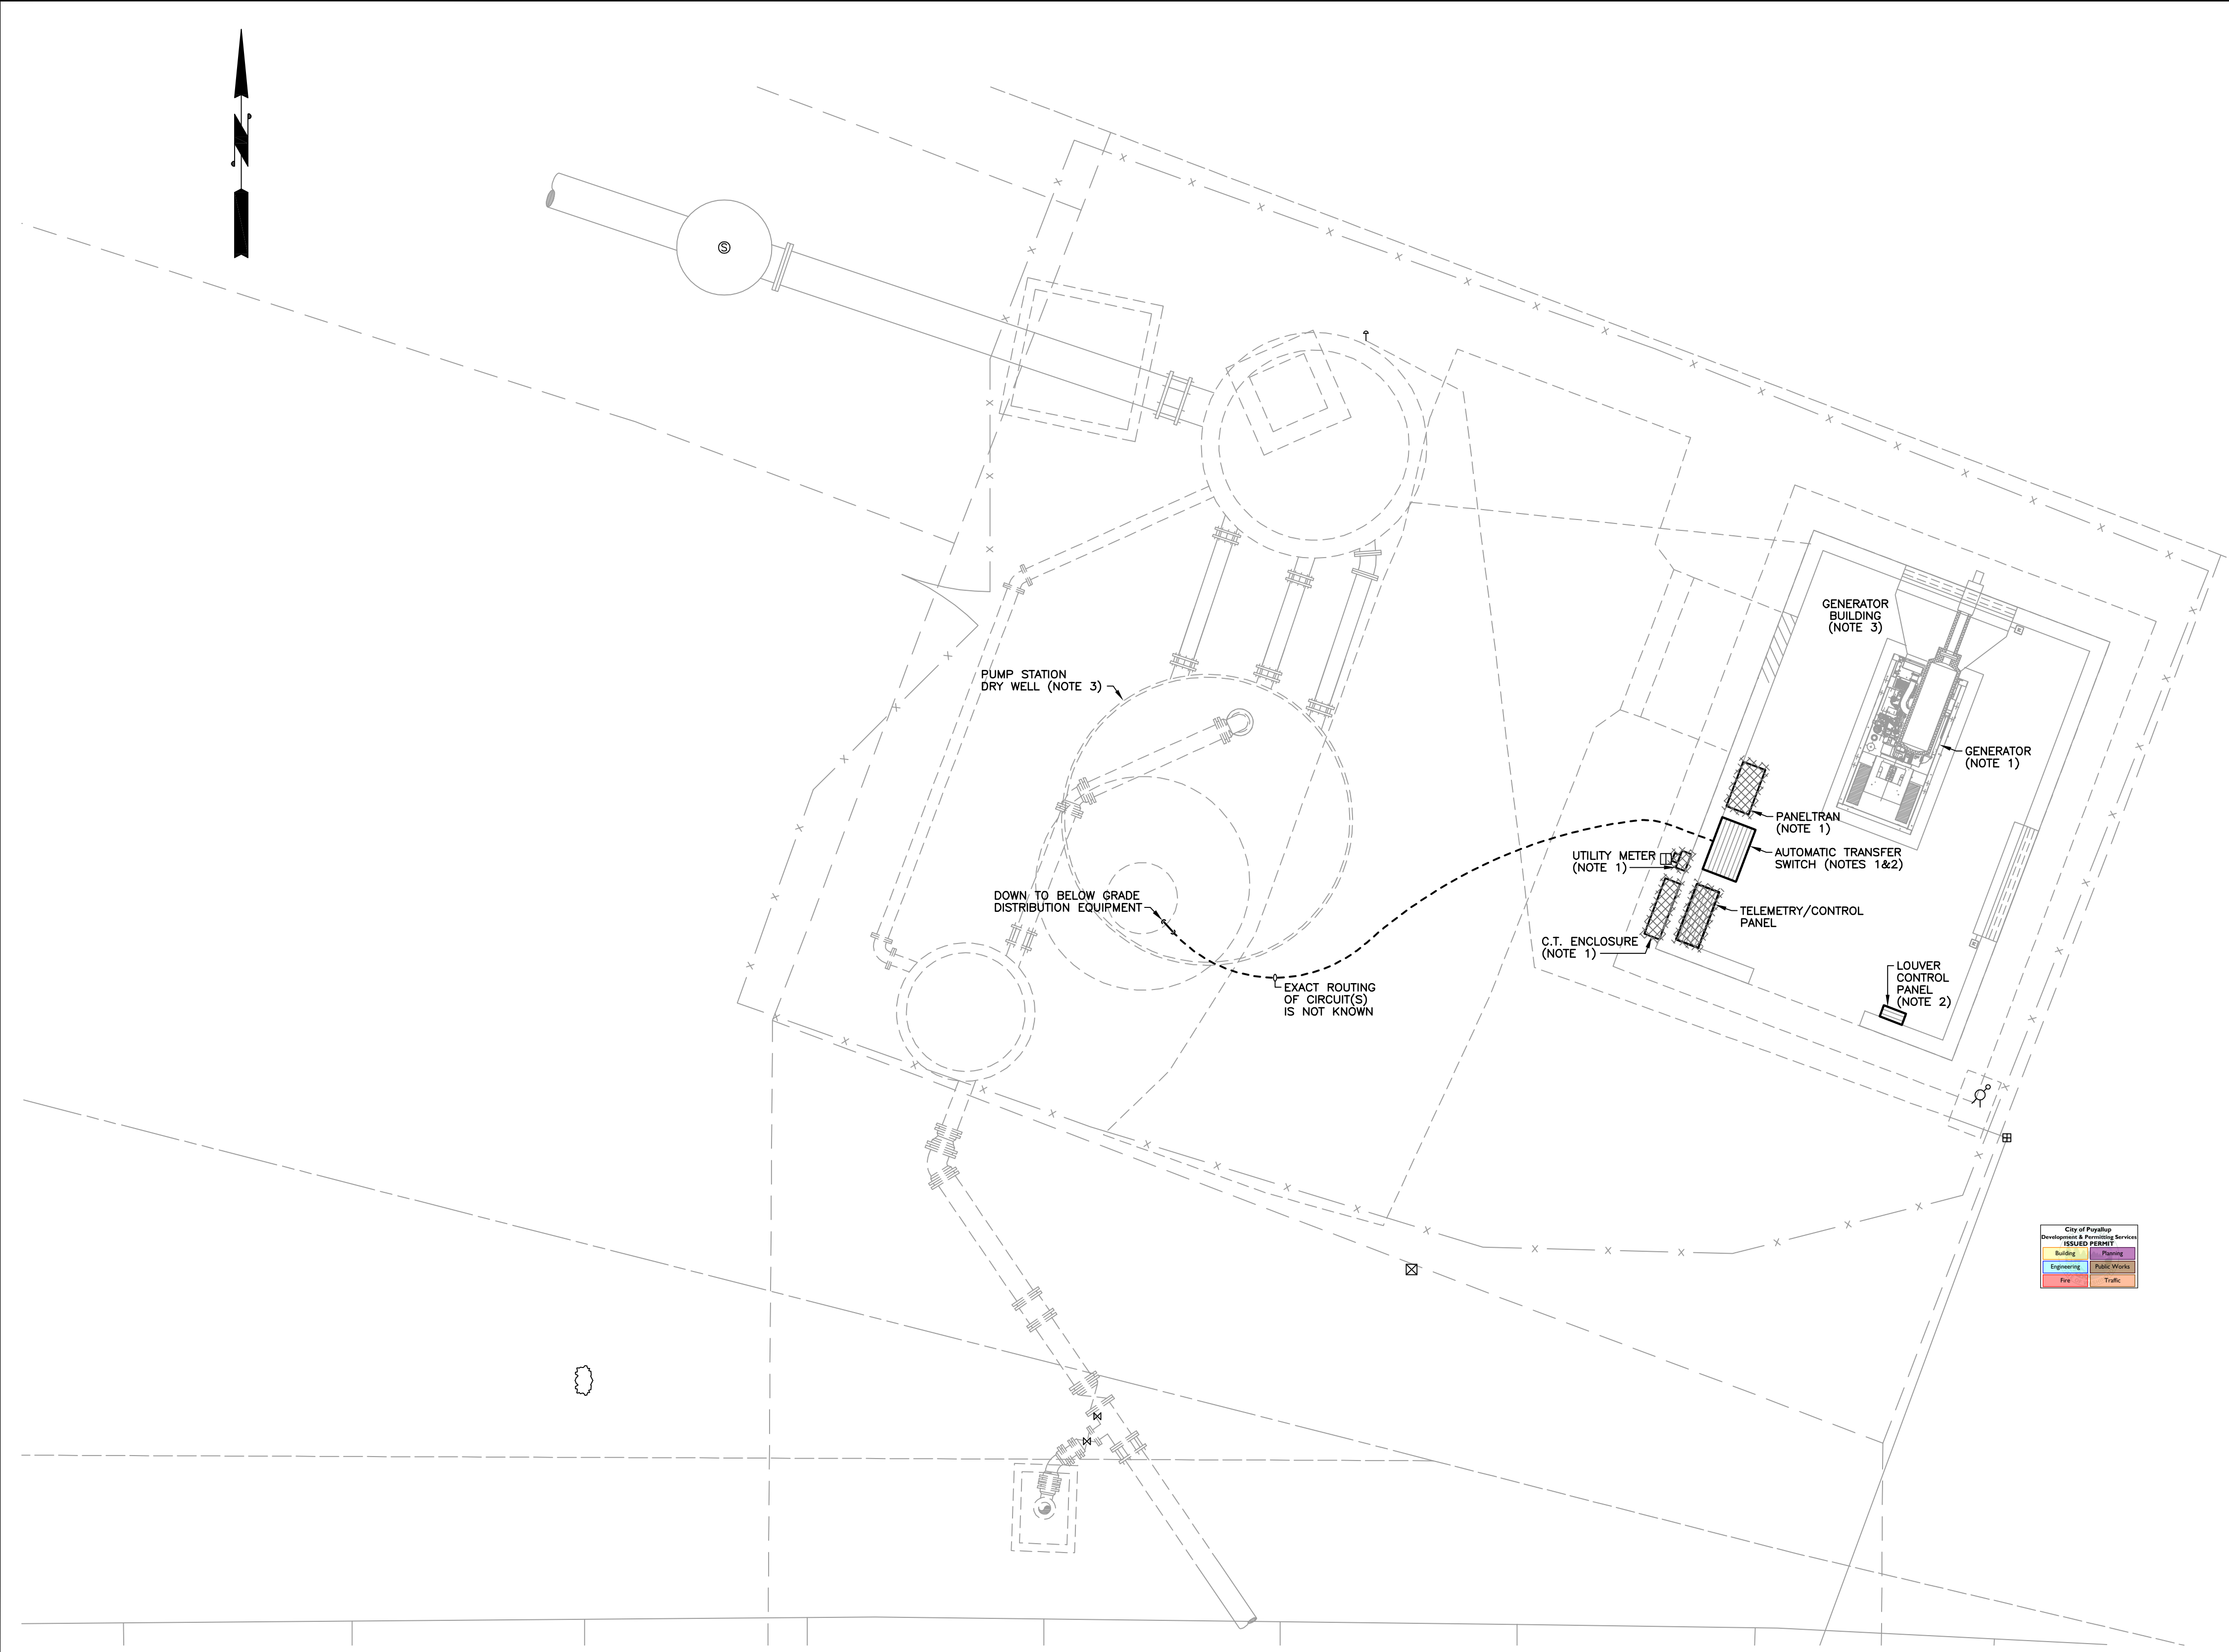 N
S
GENERATOR
BUILDING
(NOTE 3)
PUMP STATION
DRY WELL (NOTE 3)
GENERATOR
(NOTE 1)
PANELTRAN
(NOTE 1)
AUTOMATIC TRANSFER
SWITCH (NOTES 1&2)
UTILITY METER
(NOTE 1)
DOWN TO BELOW GRADE
DISTRIBUTION EQUIPMENT
TELEMETRY/CONTROL
PANEL
C.T. ENCLOSURE
(NOTE 1)
LOUVER
CONTROL
PANEL
(NOTE 2)
EXACT ROUTING
OF CIRCUIT(S)
IS NOT KNOWN
City of Puyallup
Development & Permitting Services
ISSUED PERMIT
Building Planning
Engineering Public Works
Fire Traffic